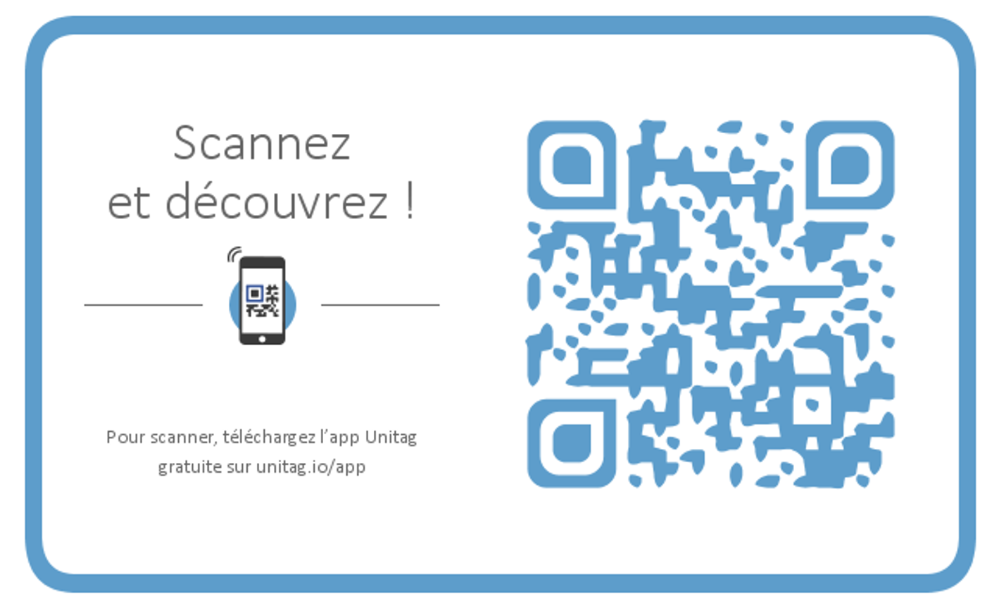 Scannez
et découvrez !
Pour scanner, téléchargez l’app Unitag
gratuite sur unitag.io/app